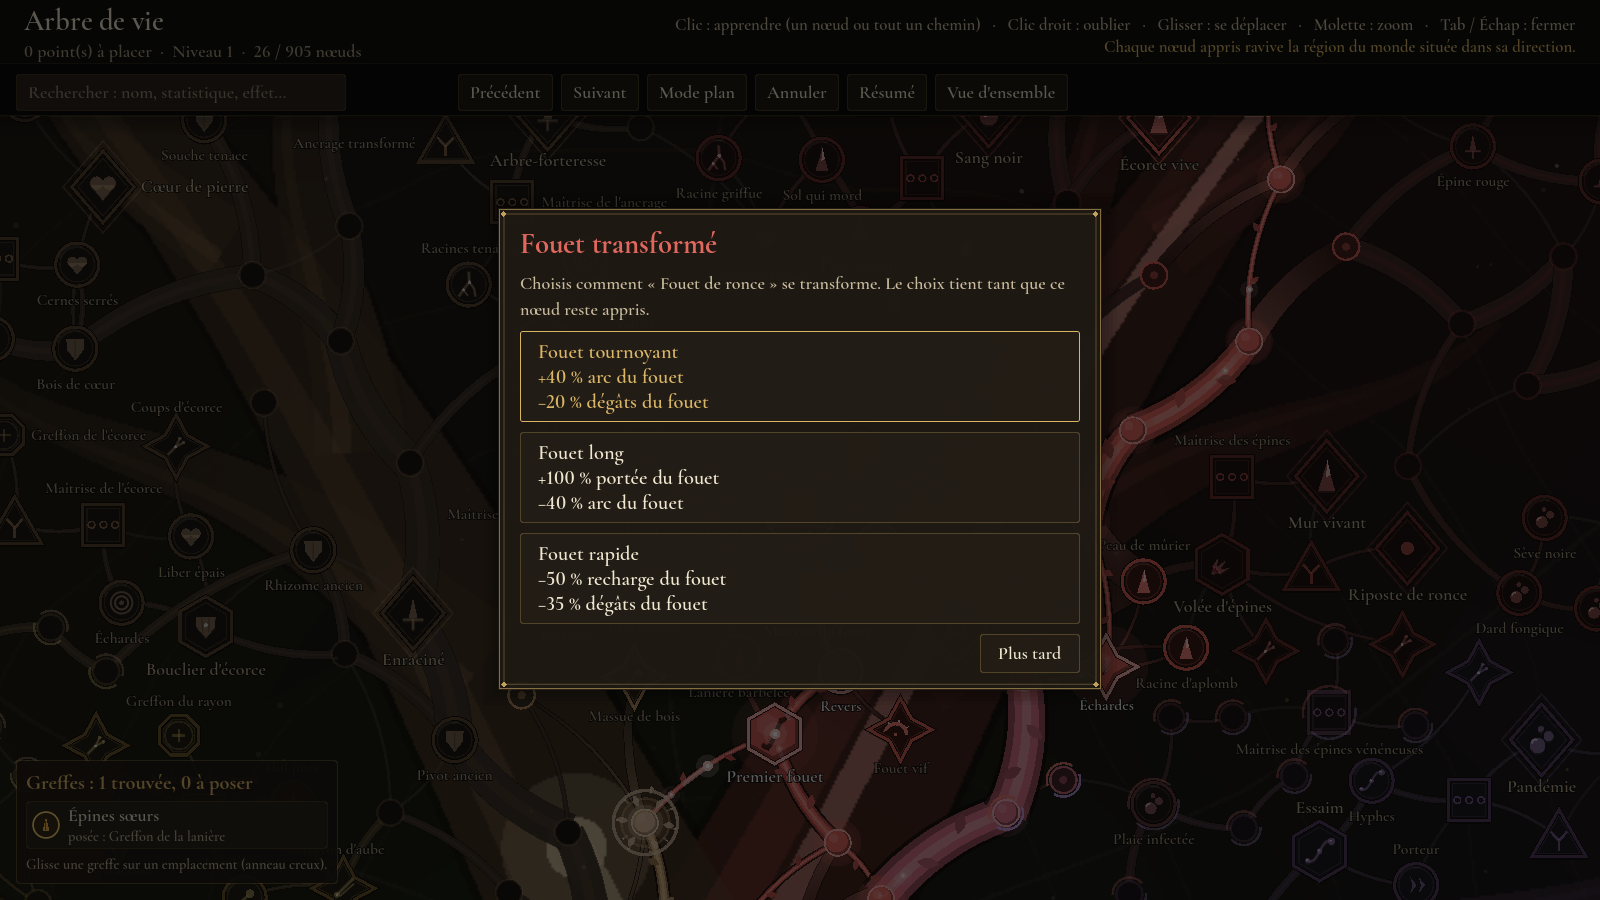 Arbre de vie
0 point(s) à placer · Niveau 1 · 26 / 905 nœuds
Clic : apprendre (un nœud ou tout un chemin) · Clic droit : oublier · Glisser : se déplacer · Molette : zoom · Tab / Échap : fermer
Chaque nœud appris ravive la région du monde située dans sa direction.
Rechercher : nom, statistique, effet...
Précédent
Suivant
Mode plan
Annuler
Résumé
Vue d'ensemble
Souche tenace
Ancrage transformé
Arbre-forteresse
Sang noir
Écorce vive
Épine rouge
Cœur de pierre
Racine griffue
Sol qui mord
Maîtrise de l'ancrage
Racines tena
Cernes serrés
Bois de cœur
Coups d'écorce
Greffon de l'écorce
Maîtrise de l'écorce
Maîtrise
Liber épais
Rhizome ancien
Échardes
Bouclier d'écorce
Enraciné
Greffon du rayon
Pivot ancien
Fouet transformé
Choisis comment « Fouet de ronce » se transforme. Le choix tient tant que ce
nœud reste appris.
Fouet tournoyant
+40 % arc du fouet
−20 % dégâts du fouet
Fouet long
+100 % portée du fouet
−40 % arc du fouet
Fouet rapide
−50 % recharge du fouet
−35 % dégâts du fouet
Plus tard
Maîtrise des épines
Mur vivant
eau de mûrier
Sève noire
Volée d'épines
Riposte de ronce
Dard fongique
Racine d'aplomb
Échardes
Lanière barbelée
Revers
Massue de bois
Premier fouet
Fouet vif
Maîtrise des épines vénéneuses
Pandémie
Essaim
Hyphes
Plaie infectée
Porteur
Greffes : 1 trouvée, 0 à poser
Épines sœurs
posée : Greffon de la lanière
Glisse une greffe sur un emplacement (anneau creux).
n d'aube